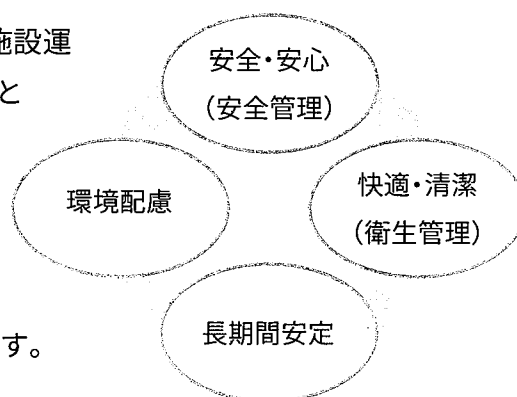 施設運
と
安全・安心
(安全管理)
環境配慮
快適・清潔
(衛生管理)
長期間安定
す。